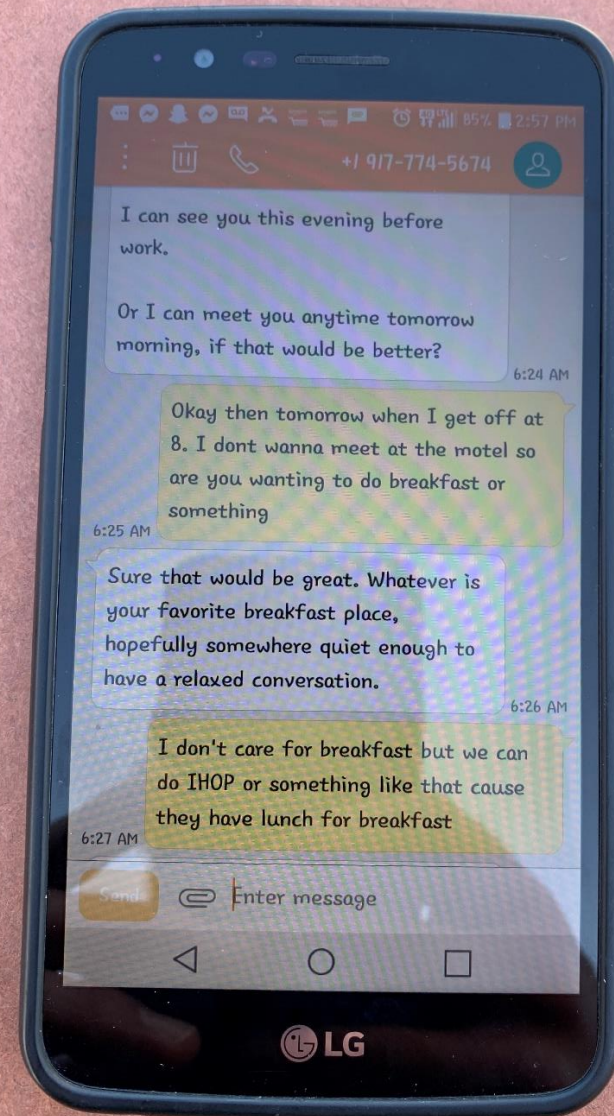 85% 2:57 PM
+1 917-774-5674
I can see you this evening before
work.
Or I can meet you anytime tomorrow
morning, if that would be better?
6:24 AM
Okay then tomorrow when I get off at
8. I dont wanna meet at the motel so
are you wanting to do breakfast or
something
6:25 AM
Sure that would be great. Whatever is
your favorite breakfast place,
hopefully somewhere quiet enough to
have a relaxed conversation.
6:26 AM
I don't care for breakfast but we can
do IHOP or something like that cause
they have lunch for breakfast
6:27 AM
Send
Enter message
LG